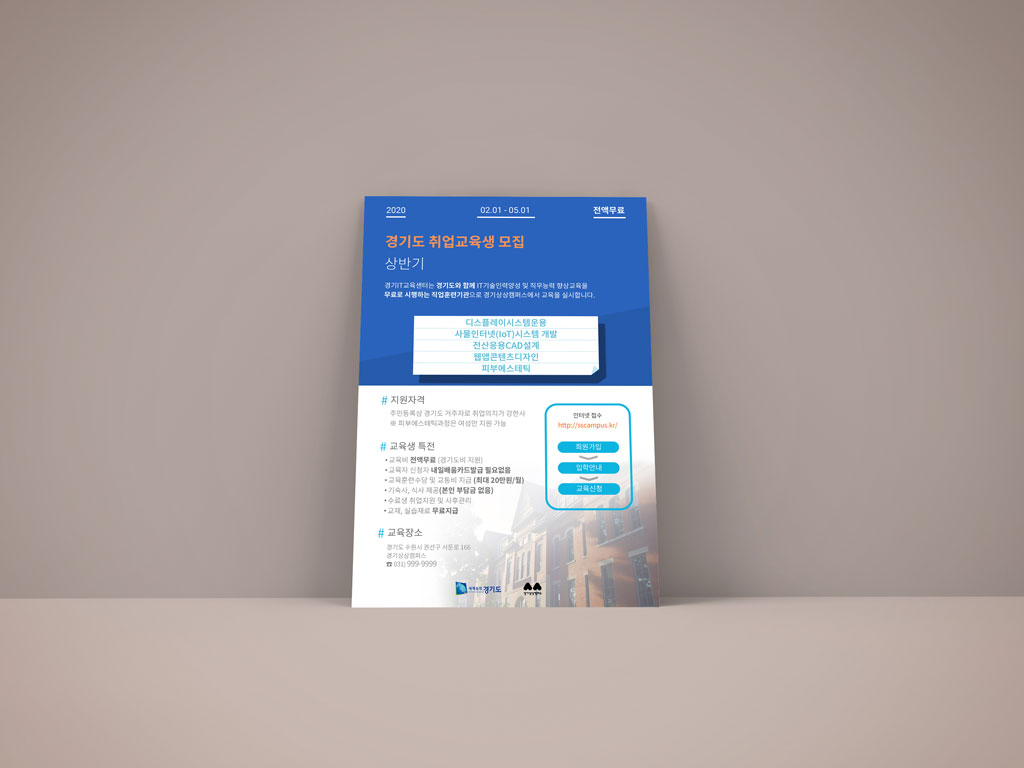 2020
02.01 - 05.01
전액무료
경기도 취업교육생 모집
상반기
경기IT교육센터는 경기도와 함께 IT기술인력양성 및 직무능력 향상교육을
무료로 시행하는 직업훈련기관으로 경기상상캠퍼스에서 교육을 실시합니다.
디스플레이시스템운용
사물인터넷(IoT)시스템 개발
전산응용CAD설계
웹앱콘텐츠디자인
피부에스테틱
# 지원자격
주민등록상 경기도 거주자로 취업의지가 강한사
※ 피부에스테틱과정은 여성만 지원 가능
인터넷 접수
http://sscampus.kr/
회원가입
입학안내
교육신청
# 교육생 특전
• 교육비 전액무료 (경기도비 지원)
• 교육자 신청자 내일배움카드발급 필요없음
• 교육훈련수당 및 교통비 지급 (최대 20만원/월)
• 기숙사, 식사 제공(본인 부담금 없음)
• 수료생 취업지원 및 사후관리
• 교재, 실습재료 무료지급
# 교육장소
경기도 수원시 권선구 서둔로 166
경기상상캠퍼스
☎ 031) 999-9999
경기도